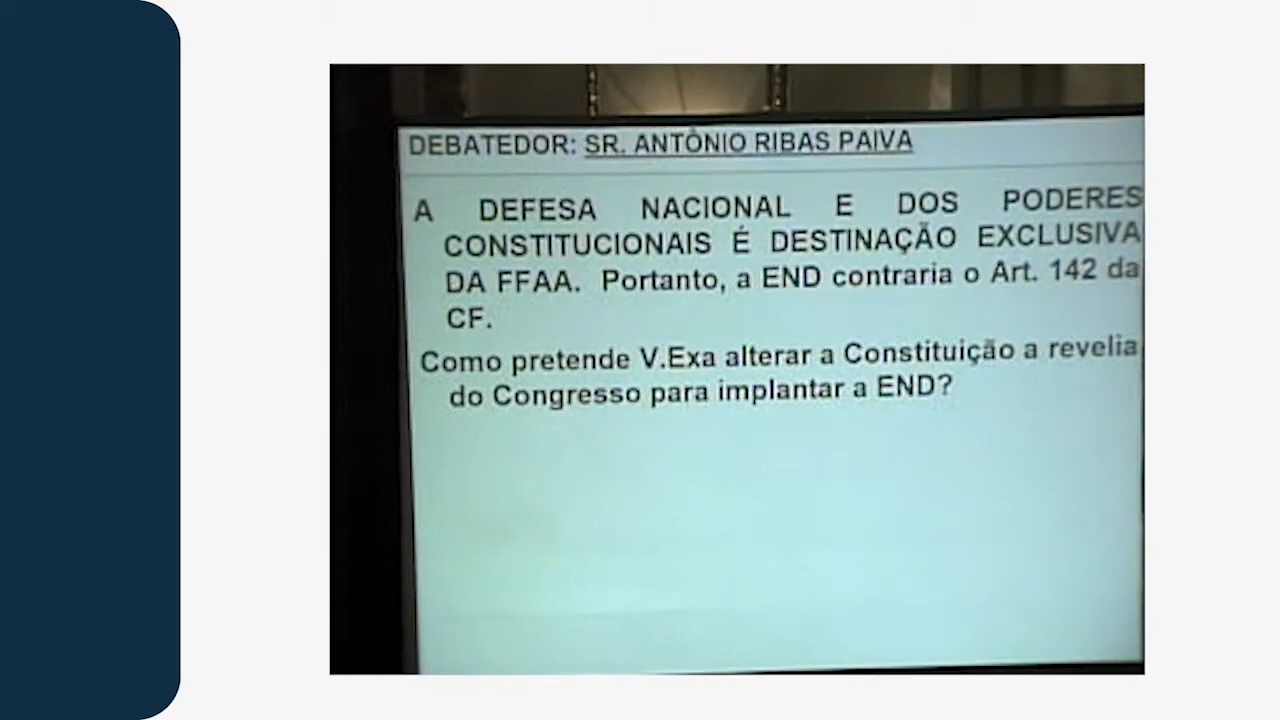 DEBATEDOR: SR. ANTÔNIO RIBAS PAIVA
A DEFESA NACIONAL E DOS PODERES
CONSTITUCIONAIS É DESTINAÇÃO EXCLUSIVA
DA FFAA. Portanto, a END contraria o Art. 142 da
CF.
Como pretende V.Exa alterar a Constituição a revelia
do Congresso para implantar a END?